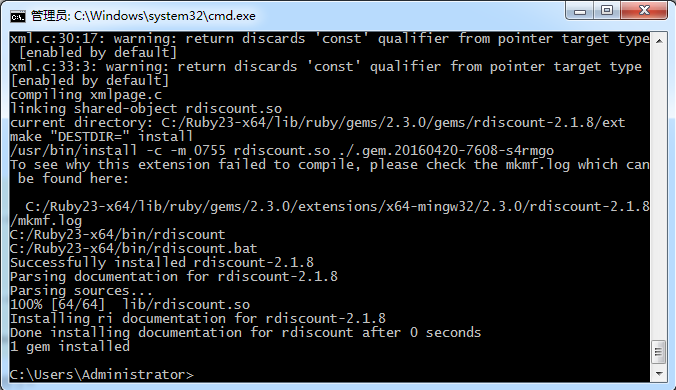 管理员: C:\Windows\system32\cmd.exe
xml.c:30:17: warning: return discards 'const' qualifier from pointer target type
 [enabled by default]
xml.c:33:3: warning: return discards 'const' qualifier from pointer target type
[enabled by default]
compiling xmlpage.c
linking shared-object rdiscount.so
current directory: C:/Ruby23-x64/lib/ruby/gems/2.3.0/gems/rdiscount-2.1.8/ext
make "DESTDIR=" install
/usr/bin/install -c -m 0755 rdiscount.so ./.gem.20160420-7608-s4rmgo
To see why this extension failed to compile, please check the mkmf.log which can
 be found here:
  C:/Ruby23-x64/lib/ruby/gems/2.3.0/extensions/x64-mingw32/2.3.0/rdiscount-2.1.8
/mkmf.log
C:/Ruby23-x64/bin/rdiscount
C:/Ruby23-x64/bin/rdiscount.bat
Successfully installed rdiscount-2.1.8
Parsing documentation for rdiscount-2.1.8
Parsing sources...
100% [64/64]  lib/rdiscount.so
Installing ri documentation for rdiscount-2.1.8
Done installing documentation for rdiscount after 0 seconds
1 gem installed
C:\Users\Administrator>